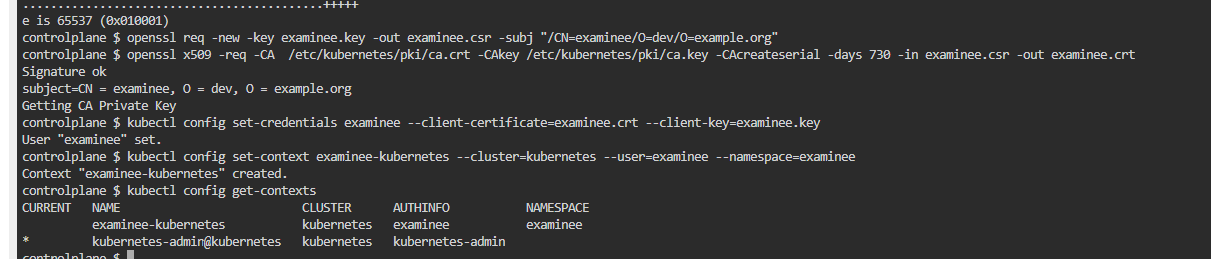 ..........................................+++++
e is 65537 (0x010001)
controlplane $ openssl req -new -key examinee.key -out examinee.csr -subj "/CN=examinee/O=dev/O=example.org"
controlplane $ openssl x509 -req -CA  /etc/kubernetes/pki/ca.crt -CAkey /etc/kubernetes/pki/ca.key -CAcreateserial -days 730 -in examinee.csr -out examinee.crt
Signature ok
subject=CN = examinee, O = dev, O = example.org
Getting CA Private Key
controlplane $ kubectl config set-credentials examinee --client-certificate=examinee.crt --client-key=examinee.key
User "examinee" set.
controlplane $ kubectl config set-context examinee-kubernetes --cluster=kubernetes --user=examinee --namespace=examinee
Context "examinee-kubernetes" created.
controlplane $ kubectl config get-contexts
CURRENT   NAME                          CLUSTER      AUTHINFO           NAMESPACE
          examinee-kubernetes           kubernetes   examinee           examinee
*         kubernetes-admin@kubernetes   kubernetes   kubernetes-admin
controlplane $